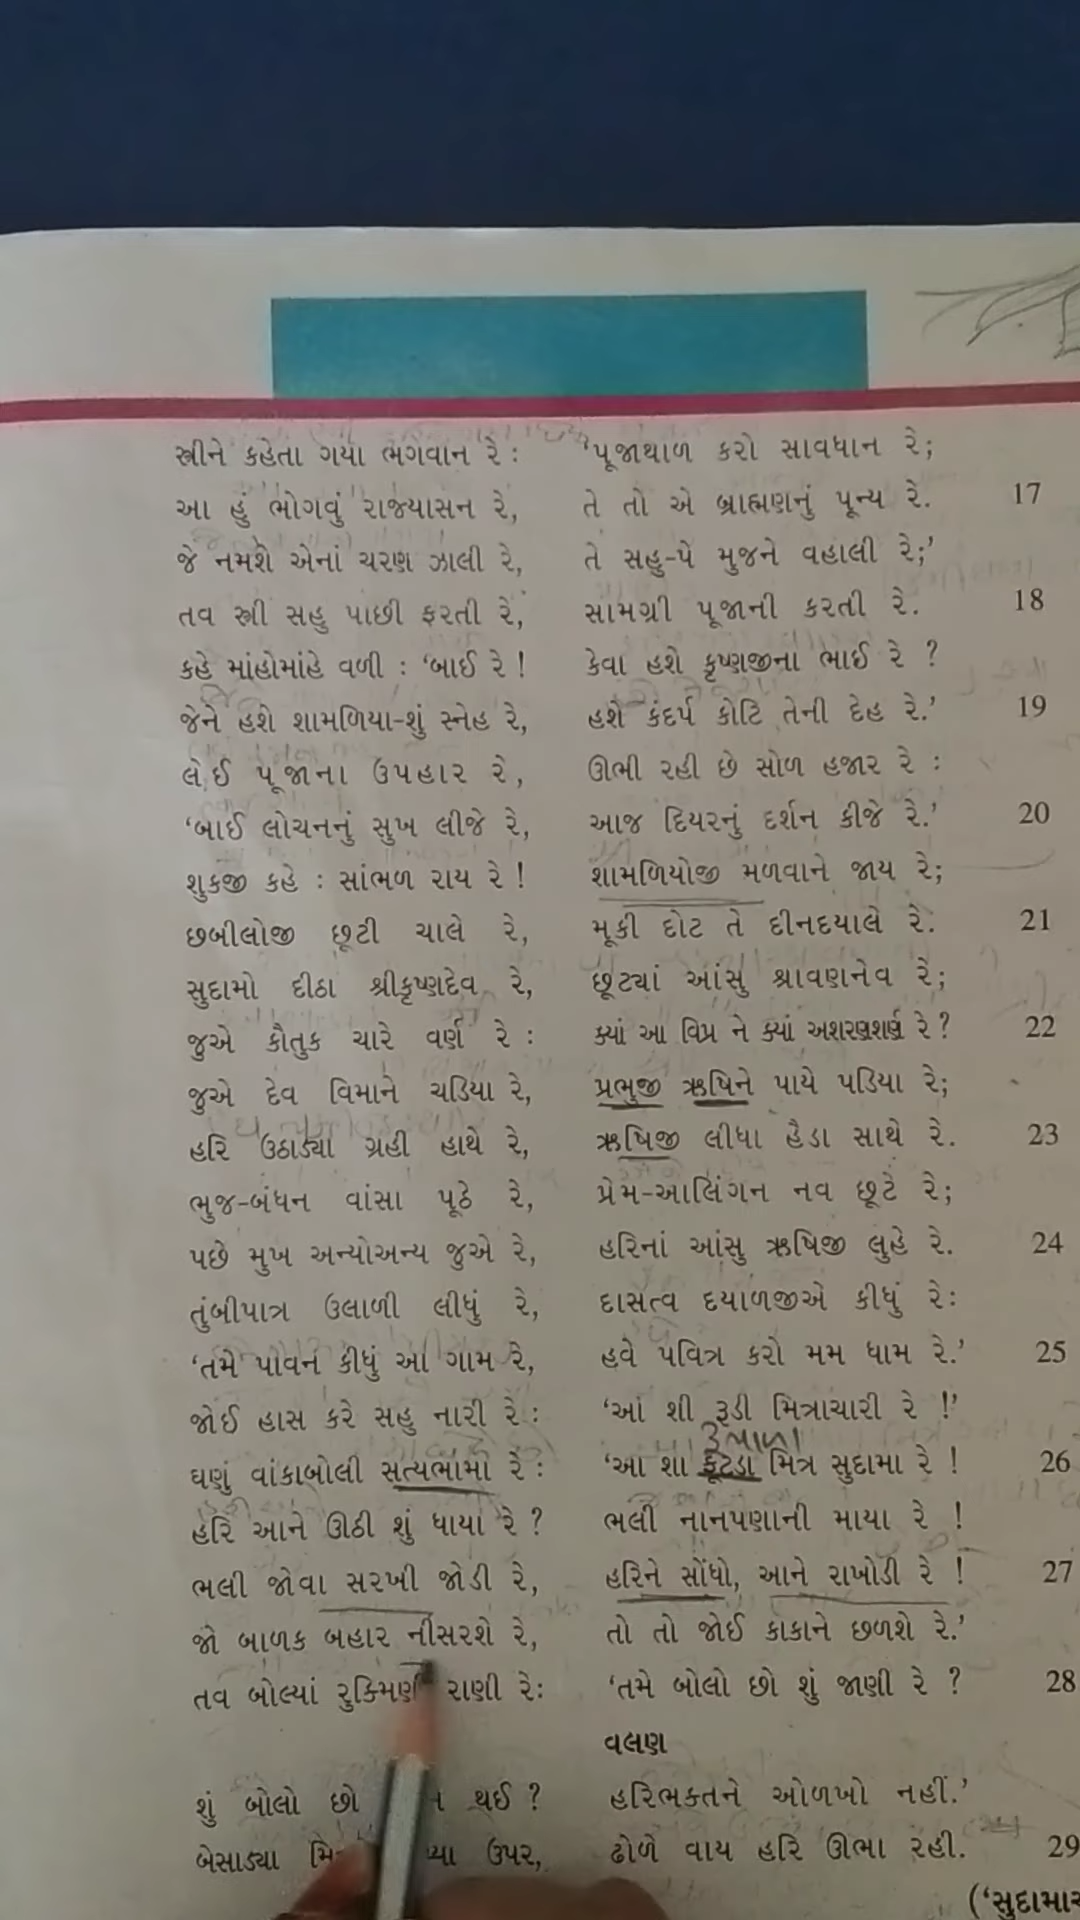 સ્ત્રીને કહેતા ગયા ભગવાન રે : ‘પૂજાથાળ કરો સાવધાન રે;
આ હું ભોગવું રાજ્યાસન રે, તે તો એ બ્રાહ્મણનું પૂન્ય રે. 17
જે નમશે એનાં ચરણ ઝાલી રે, તે સહુ-પે મુજને વહાલી રે;’
તવ સ્ત્રી સહુ પાછી ફરતી રે, સામગ્રી પૂજાની કરતી રે. 18
કહે માંહોમાંહે વળી : ‘બાઈ રે ! કેવા હશે કૃષ્ણજીના ભાઈ રે ?
જેને હશે શામળિયા-શું સ્નેહ રે, હશે કંદર્પ કોટિ તેની દેહ રે.’ 19
લેઈ પૂજાના ઉપહાર રે, ઊભી રહી છે સોળ હજાર રે :
‘બાઈ લોચનનું સુખ લીજે રે, આજ દિયરનું દર્શન કીજે રે.’ 20
શુકજી કહે : સાંભળ રાય રે ! શામળિયોજી મળવાને જાય રે;
છબીલોજી છૂટી ચાલે રે, મૂકી દોટ તે દીનદયાલે રે. 21
સુદામો દીઠા શ્રીકૃષ્ણદેવ રે, છૂટ્યાં આંસુ શ્રાવણનેવ રે;
જુએ કૌતુક ચારે વર્ણ રે : ક્યાં આ વિપ્ર ને ક્યાં અશરણશર્ણ રે ? 22
જુએ દેવ વિમાને ચડિયા રે, પ્રભુજી ઋષિને પાયે પડિયા રે;
હરિ ઉઠાડ્યા ગ્રહી હાથે રે, ઋષિજી લીધા હૈડા સાથે રે. 23
ભુજ-બંધન વાંસા પૂઠે રે, પ્રેમ-આલિંગન નવ છૂટે રે;
પછે મુખ અન્યોઅન્ય જુએ રે, હરિનાં આંસુ ઋષિજી લુહે રે. 24
તુંબીપાત્ર ઉલાળી લીધું રે, દાસત્વ દયાળજીએ કીધું રે:
‘તમે પાવન કીધું આ ગામ રે, હવે પવિત્ર કરો મમ ધામ રે.’ 25
જોઈ હાસ કરે સહુ નારી રે : ‘આ શી રૂડી મિત્રાચારી રે !’
રૂપાળા
ઘણું વાંકાબોલી સત્યભામા રે : ‘આ શા ફૂટડા મિત્ર સુદામા રે ! 26
હરિ આને ઊઠી શું ધાયા રે ? ભલી નાનપણાની માયા રે !
ભલી જોવા સરખી જોડી રે, હરિને સોંધો, આને રાખોડી રે ! 27
જો બાળક બહાર નીસરશે રે, તો તો જોઈ કાકાને છળશે રે.’
તવ બોલ્યાં રુક્મિણી રાણી રે: ‘તમે બોલો છો શું જાણી રે ? 28
વલણ
શું બોલો છો થઈ ? હરિભક્તને ઓળખો નહીં.’
બેસાડ્યા ઉપર, ઢોળે વાય હરિ ઊભા રહી. 29
(‘સુદામાચ